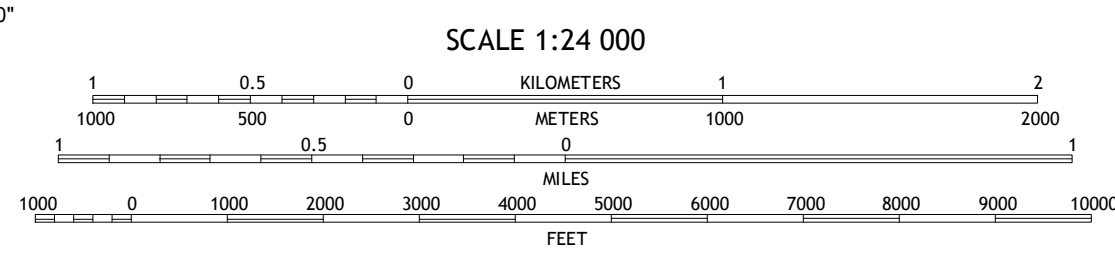 0"
SCALE 1:24 000
1 0.5 0 KILOMETERS 1 2
1000 500 0 METERS 1000 2000
1 0.5 0 1
MILES
1000 0 1000 2000 3000 4000 5000 6000 7000 8000 9000 10000
FEET